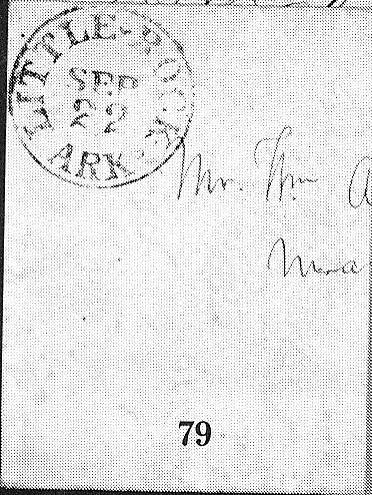 LITTLE-ROCK
SEP
22
ARK.
Mr. Wm A
79